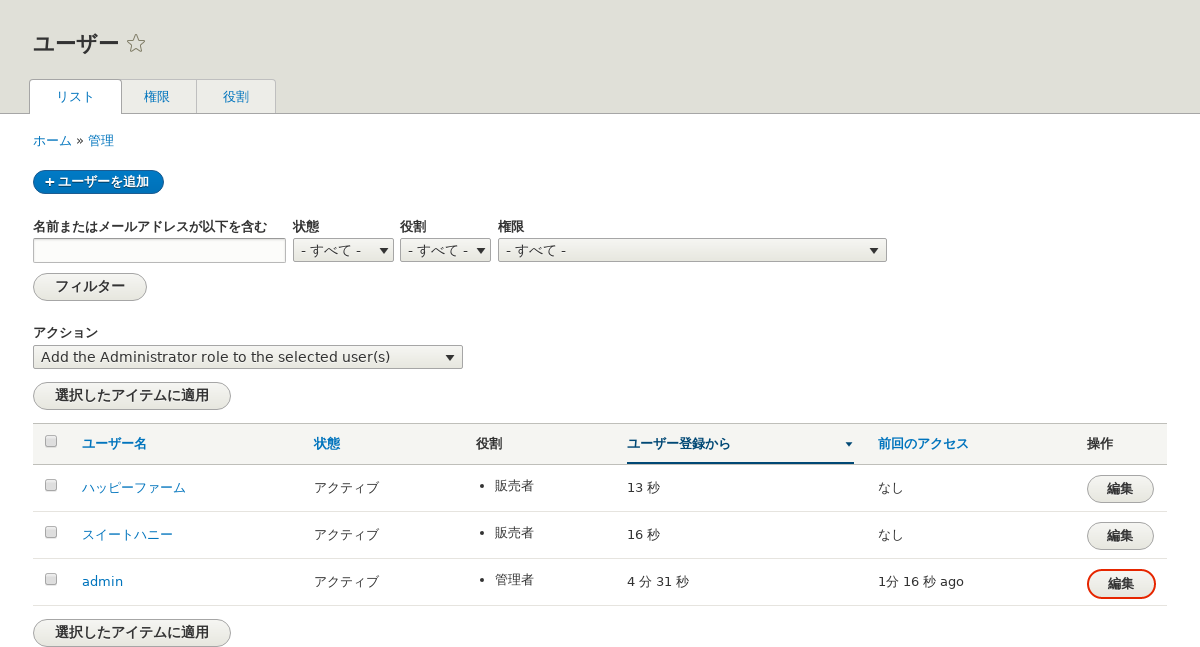 ユーザー
リスト 権限 役割
ホーム » 管理
+ ユーザーを追加
名前またはメールアドレスが以下を含む 状態 役割 権限
- すべて - - すべて - - すべて -
フィルター
アクション
Add the Administrator role to the selected user(s)
選択したアイテムに適用
ユーザー名 状態 役割 ユーザー登録から 前回のアクセス 操作
ハッピーファーム アクティブ • 販売者 13 秒 なし 編集
スイートハニー アクティブ • 販売者 16 秒 なし 編集
admin アクティブ • 管理者 4 分 31 秒 1分 16 秒 ago 編集
選択したアイテムに適用